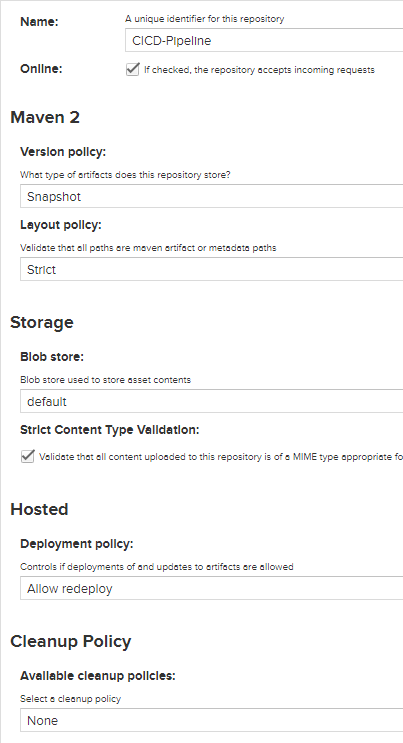 Name:
A unique identifier for this repository
CICD-Pipeline
Online:
If checked, the repository accepts incoming requests
Maven 2
Version policy:
What type of artifacts does this repository store?
Snapshot
Layout policy:
Validate that all paths are maven artifact or metadata paths
Strict
Storage
Blob store:
Blob store used to store asset contents
default
Strict Content Type Validation:
Validate that all content uploaded to this repository is of a MIME type appropriate fo
Hosted
Deployment policy:
Controls if deployments of and updates to artifacts are allowed
Allow redeploy
Cleanup Policy
Available cleanup policies:
Select a cleanup policy
None